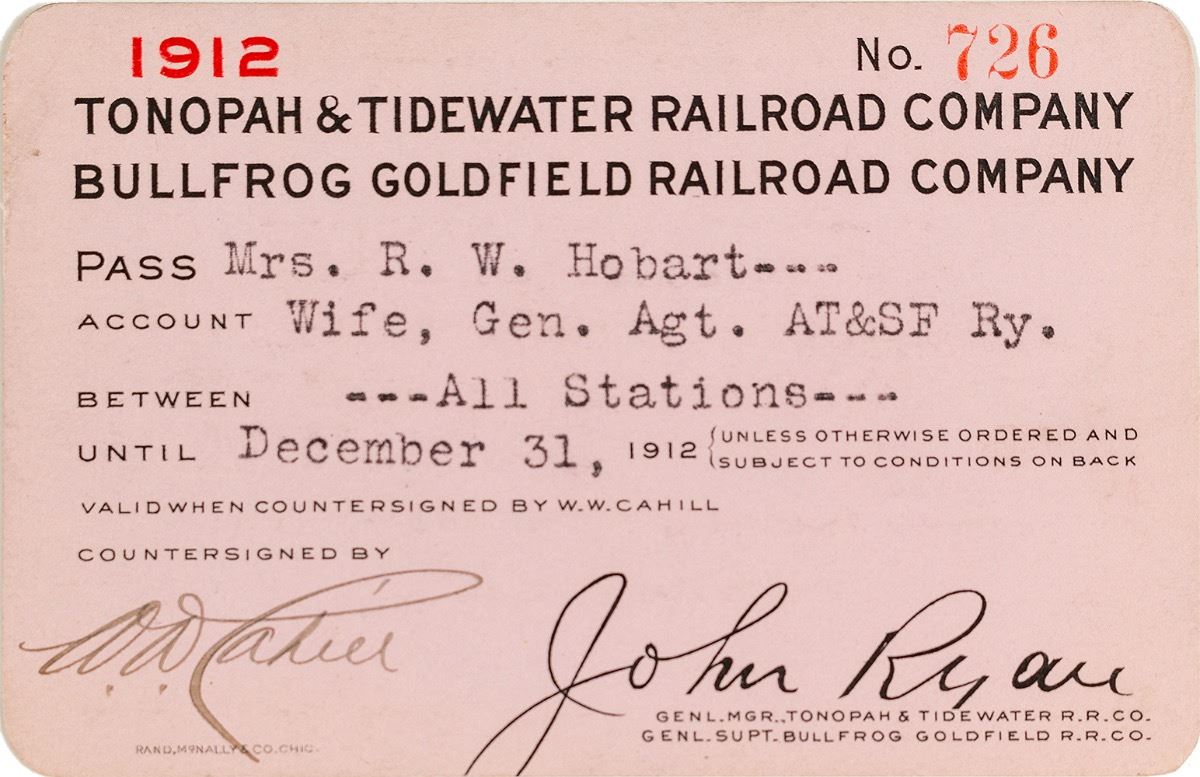 1912 No. 726
TONOPAH & TIDEWATER RAILROAD COMPANY
BULLFROG GOLDFIELD RAILROAD COMPANY
PASS Mrs. R. W. Hobart---
ACCOUNT Wife, Gen. Agt. AT&SF Ry.
BETWEEN ---All Stations---
UNTIL December 31, 1912 { UNLESS OTHERWISE ORDERED AND
SUBJECT TO CONDITIONS ON BACK
VALID WHEN COUNTERSIGNED BY W.W. CAHILL
COUNTERSIGNED BY
W.W. Cahill
John Ryan
GENL. MGR., TONOPAH & TIDEWATER R.R. CO.
GENL. SUPT. BULLFROG GOLDFIELD R.R. CO.
RAND, McNALLY & CO. CHIC.